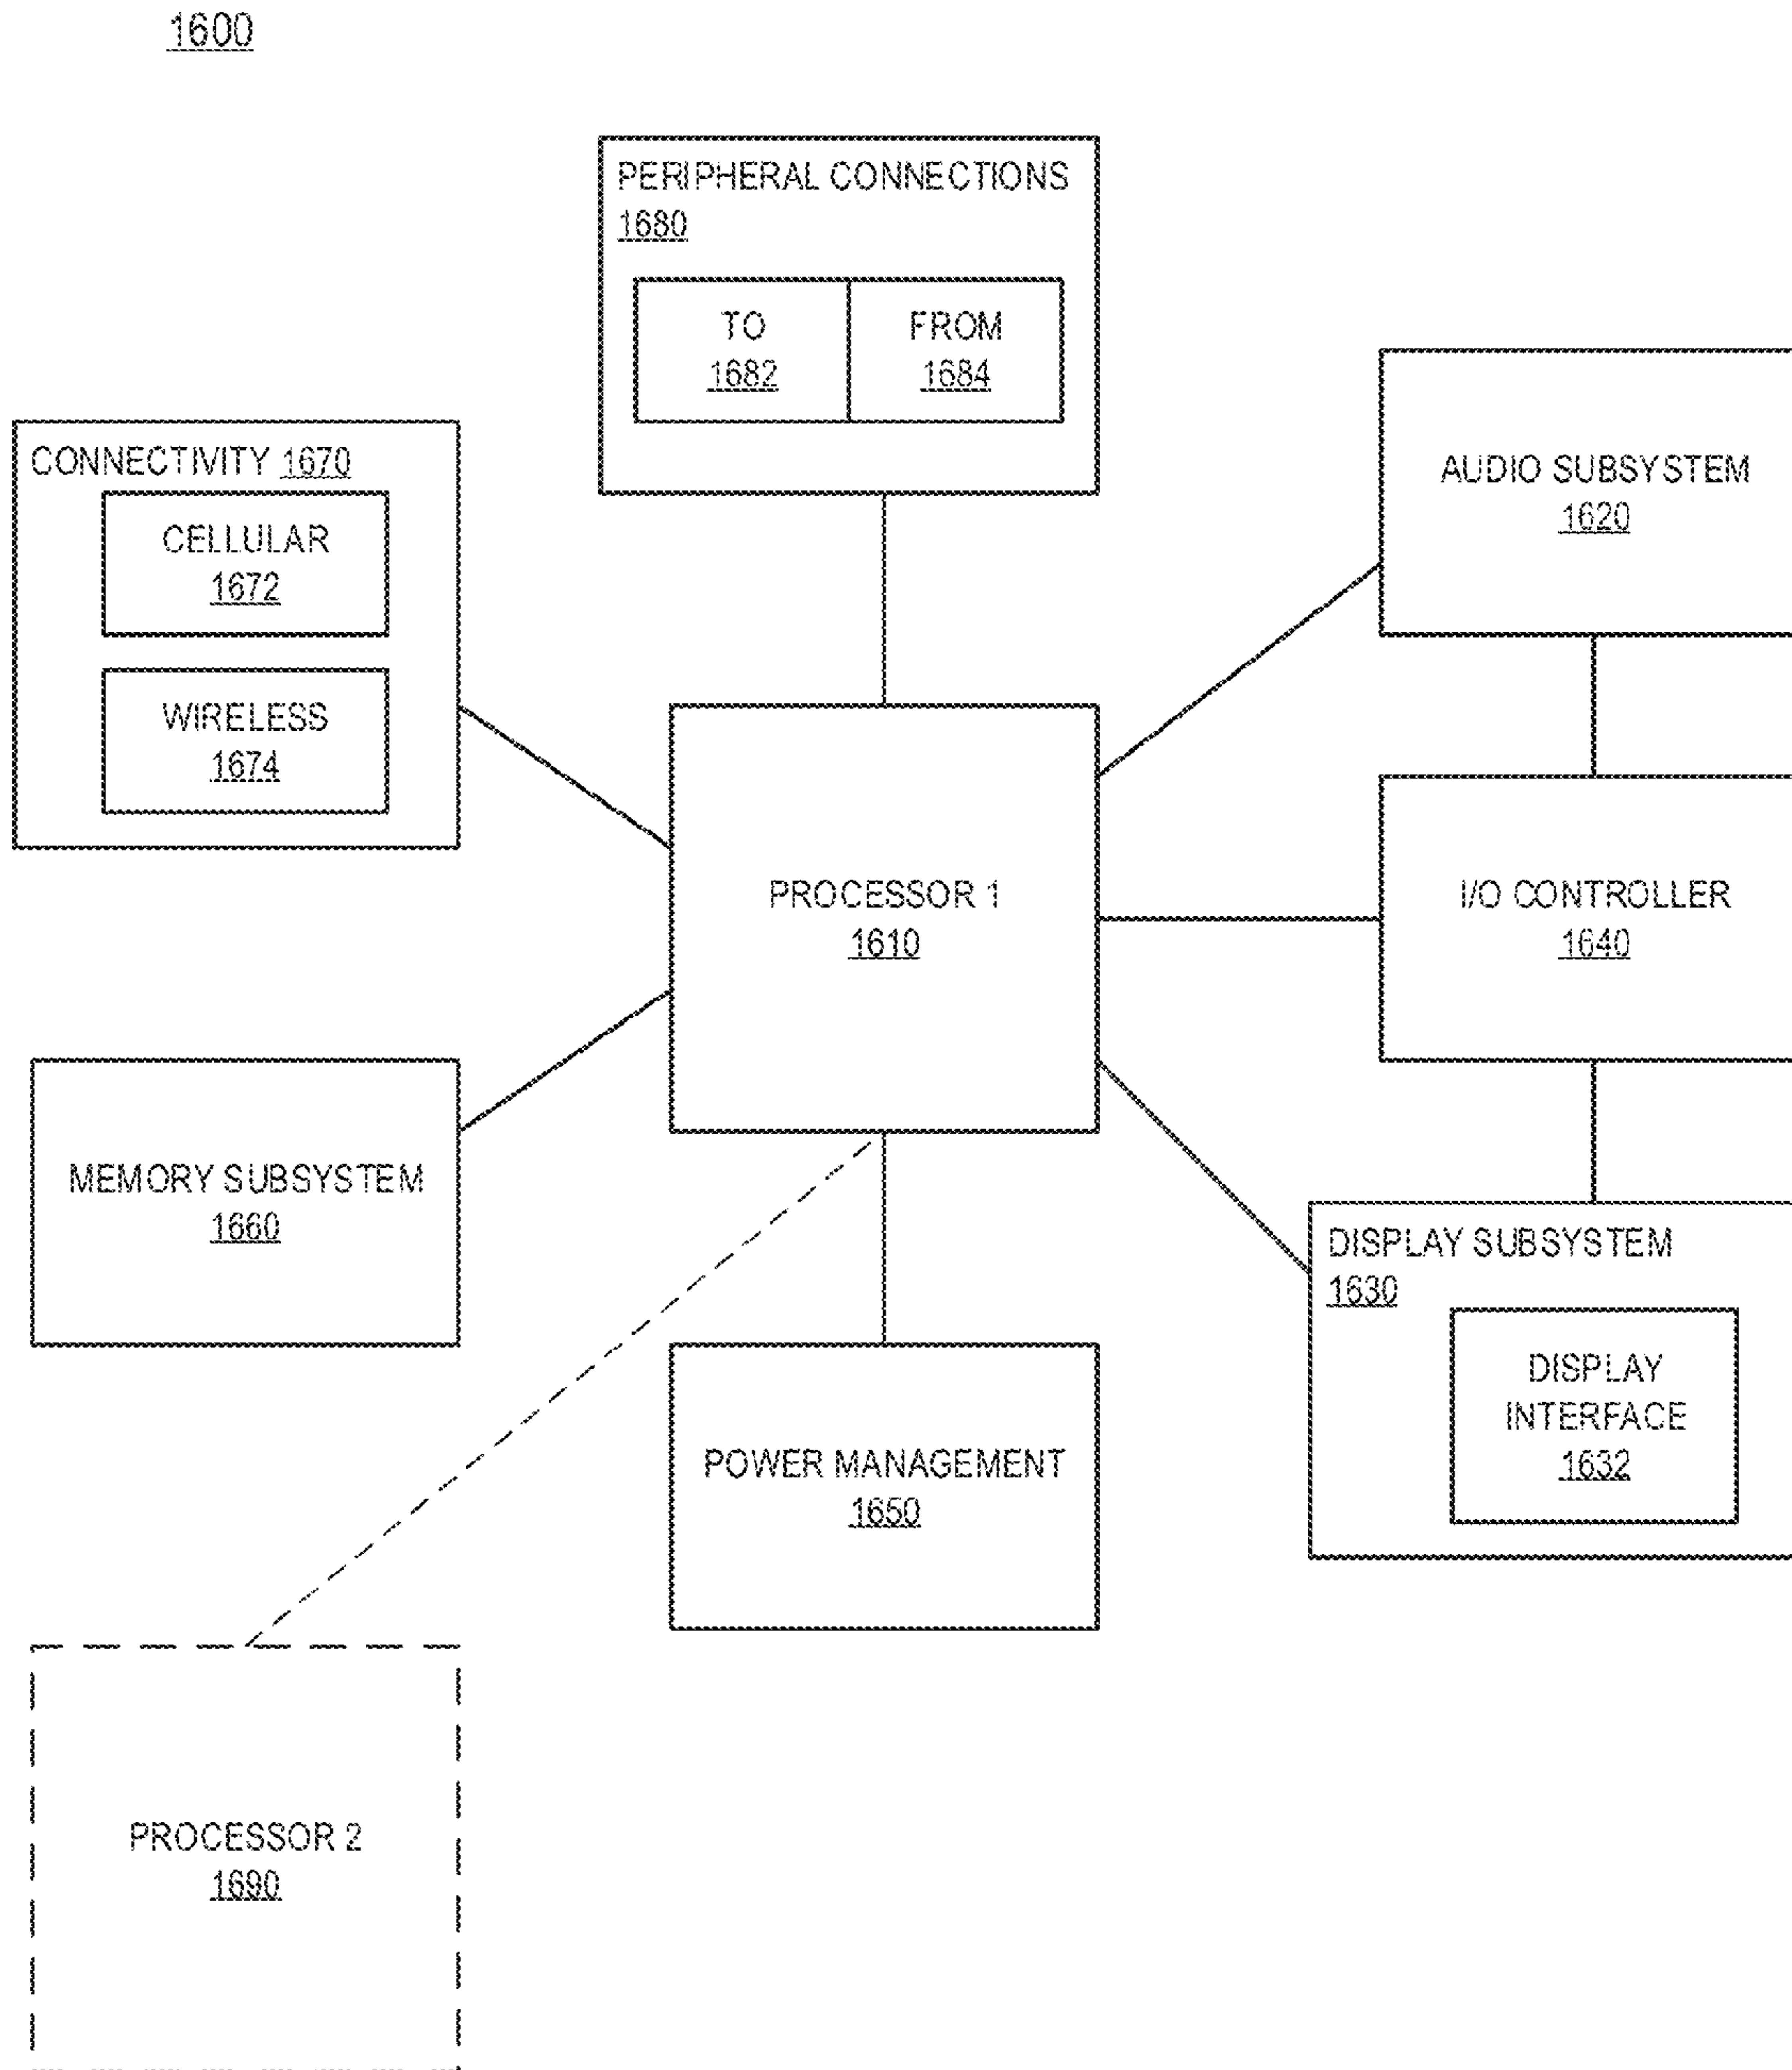 1600
PERIPHERAL CONNECTIONS
1680
TO
1682
FROM
1684
CONNECTIVITY 1670
CELLULAR
1672
WIRELESS
1674
AUDIO SUBSYSTEM
1620
PROCESSOR 1
1610
I/O CONTROLLER
1640
MEMORY SUBSYSTEM
1660
DISPLAY SUBSYSTEM
1630
DISPLAY
INTERFACE
1632
POWER MANAGEMENT
1650
PROCESSOR 2
1690